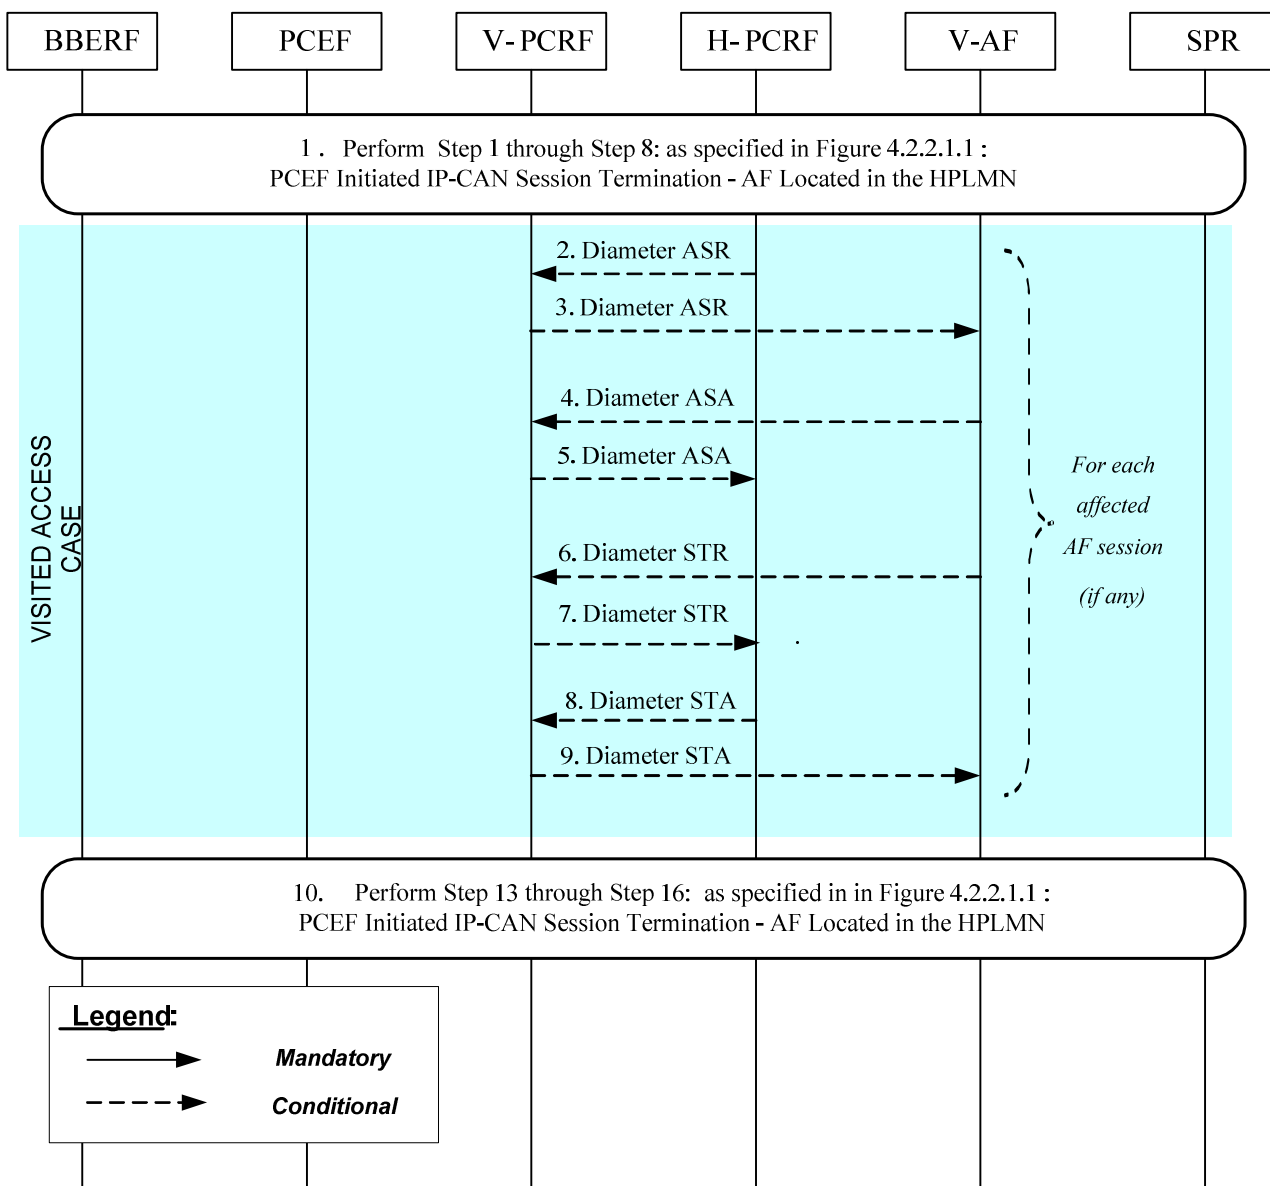 BBERF
PCEF
V-PCRF
H-PCRF
V-AF
SPR
1. Perform Step 1 through Step 8: as specified in Figure 4.2.2.1.1:
PCEF Initiated IP-CAN Session Termination - AF Located in the HPLMN
2. Diameter ASR
3. Diameter ASR
4. Diameter ASA
5. Diameter ASA
6. Diameter STR
7. Diameter STR
8. Diameter STA
9. Diameter STA
For each
affected
AF session
(if any)
VISITED ACCESS
CASE
10. Perform Step 13 through Step 16: as specified in in Figure 4.2.2.1.1:
PCEF Initiated IP-CAN Session Termination - AF Located in the HPLMN
Legend:
Mandatory
Conditional